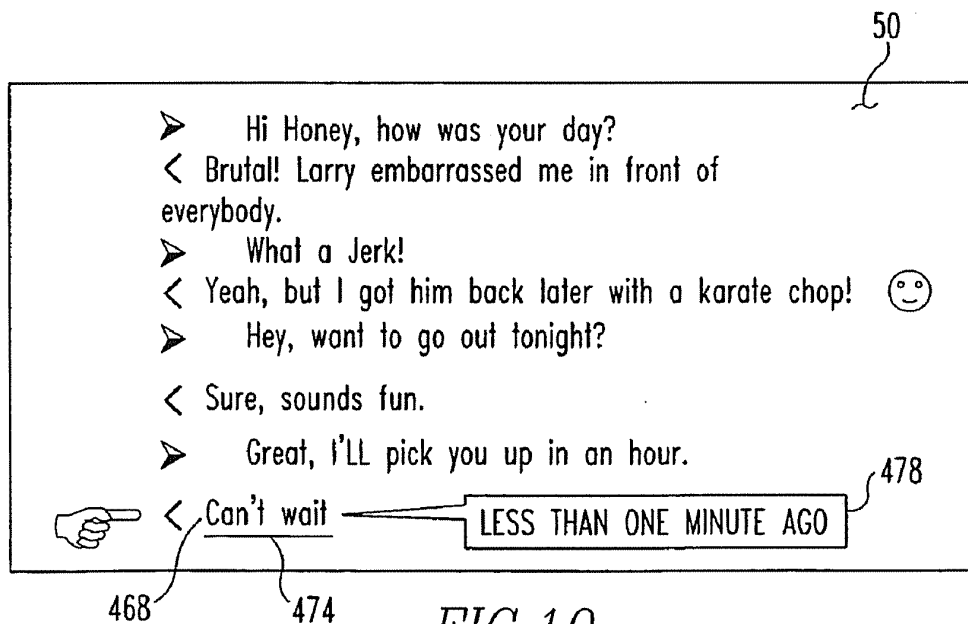 50
➢ Hi Honey, how was your day?
< Brutal! Larry embarrassed me in front of
everybody.
➢ What a Jerk!
< Yeah, but I got him back later with a karate chop!
➢ Hey, want to go out tonight?
< Sure, sounds fun.
➢ Great, I'LL pick you up in an hour.
478
< Can't wait LESS THAN ONE MINUTE AGO
468 474 FIG